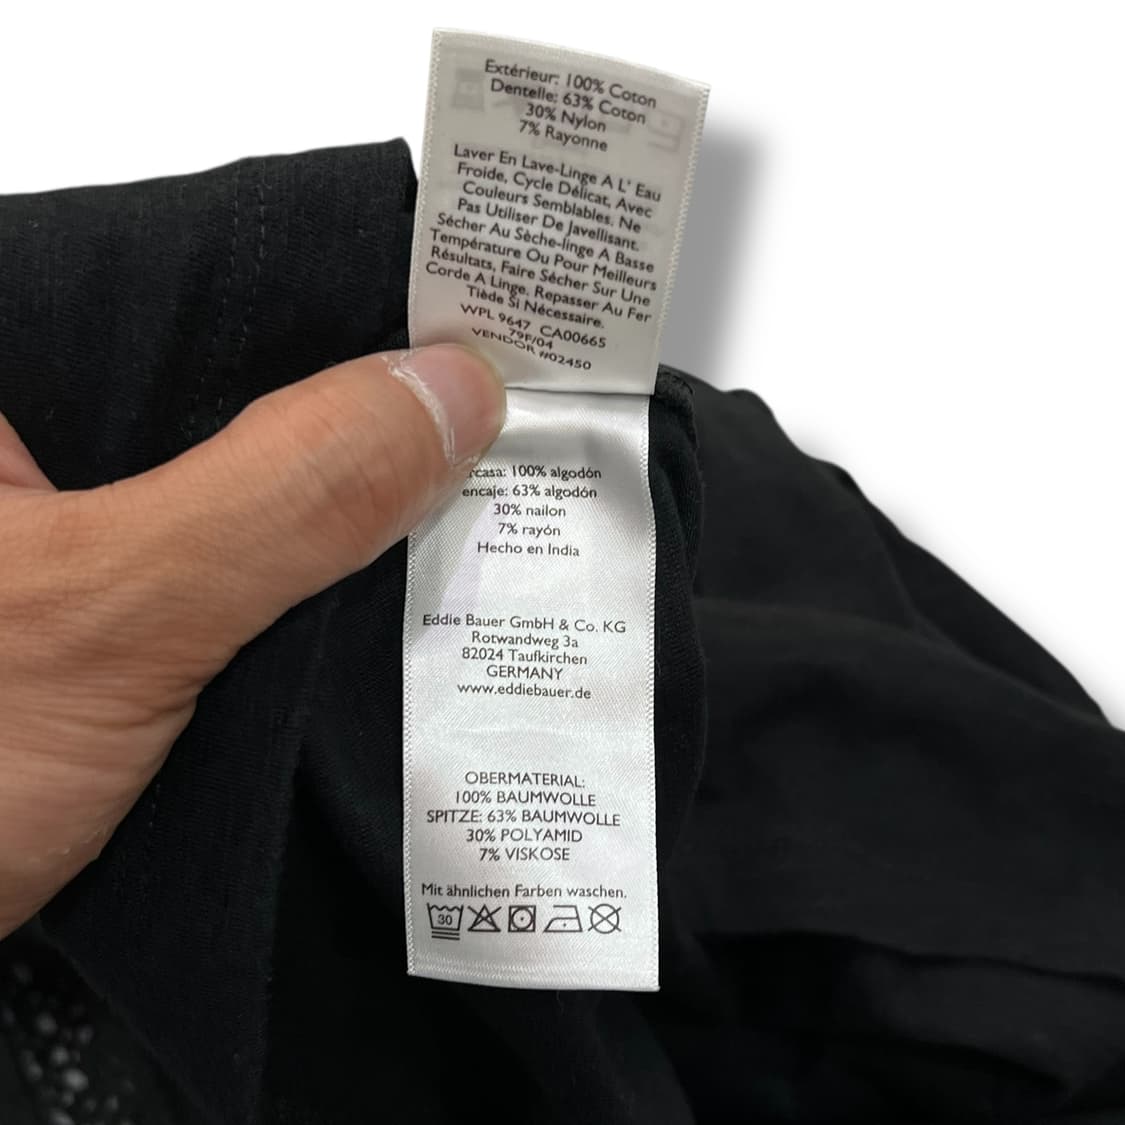 Extérieur: 100% Coton
Dentelle: 63% Coton
30% Nylon
7% Rayonne
Laver En Lave-Linge A L' Eau
Froide, Cycle Délicat, Avec
Couleurs Semblables. Ne
Pas Utiliser De Javellisant.
Sécher Au Sèche-linge A Basse
Température Ou Pour Meilleurs
Résultats, Faire Sécher Sur Une
Corde A Linge. Repasser Au Fer
Tiède Si Nécessaire.
WPL 9647 CA00665
79F/04
VENDOR #02450
100% algodón
encaje: 63% algodón
30% nailon
7% rayón
Hecho en India
Eddie Bauer GmbH & Co. KG
Rotwandweg 3a
82024 Taufkirchen
GERMANY
www.eddiebauer.de
OBERMATERIAL:
100% BAUMWOLLE
SPITZE: 63% BAUMWOLLE
30% POLYAMID
7% VISKOSE
Mit ähnlichen Farben waschen.
30